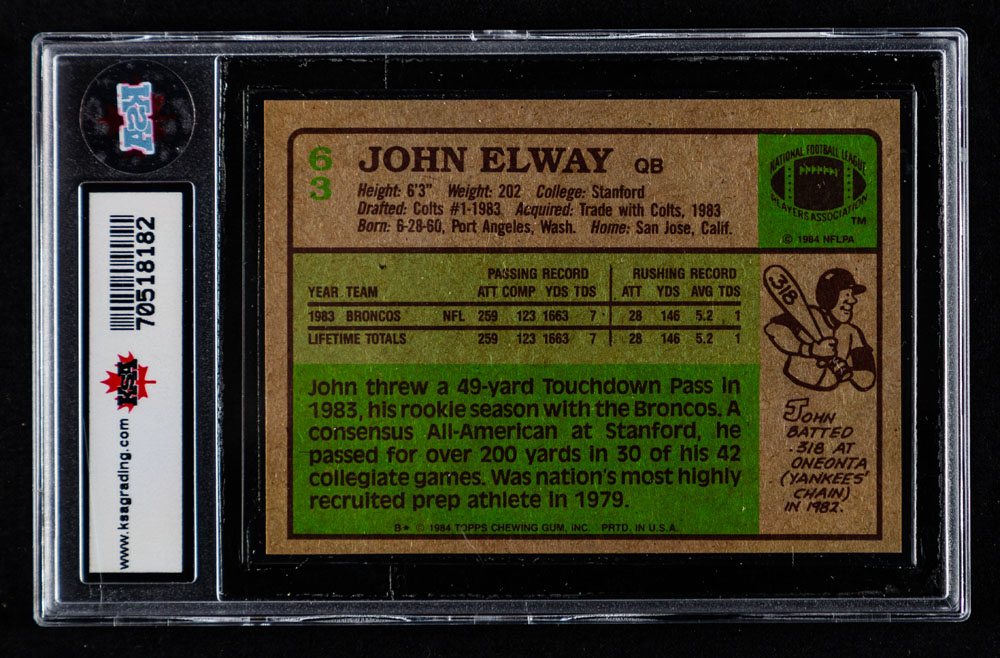 KSA
70518182
KSA
www.ksagrading.com
63
JOHN ELWAY QB
Height: 6'3" Weight: 202 College: Stanford
Drafted: Colts #1-1983 Acquired: Trade with Colts, 1983
Born: 6-28-60, Port Angeles, Wash. Home: San Jose, Calif.
NATIONAL FOOTBALL LEAGUE
PLAYERS ASSOCIATION
TM
© 1984 NFLPA
PASSING RECORD RUSHING RECORD
YEAR TEAM ATT COMP YDS TDS ATT YDS AVG TDS
1983 BRONCOS NFL 259 123 1663 7 28 146 5.2 1
LIFETIME TOTALS 259 123 1663 7 28 146 5.2 1
John threw a 49-yard Touchdown Pass in
1983, his rookie season with the Broncos. A
consensus All-American at Stanford, he
passed for over 200 yards in 30 of his 42
collegiate games. Was nation's most highly
recruited prep athlete in 1979.
318
JOHN
BATTED
.318 AT
ONEONTA
(YANKEES'
CHAIN)
IN 1982.
B* © 1984 TOPPS CHEWING GUM, INC. PRTD. IN U.S.A.